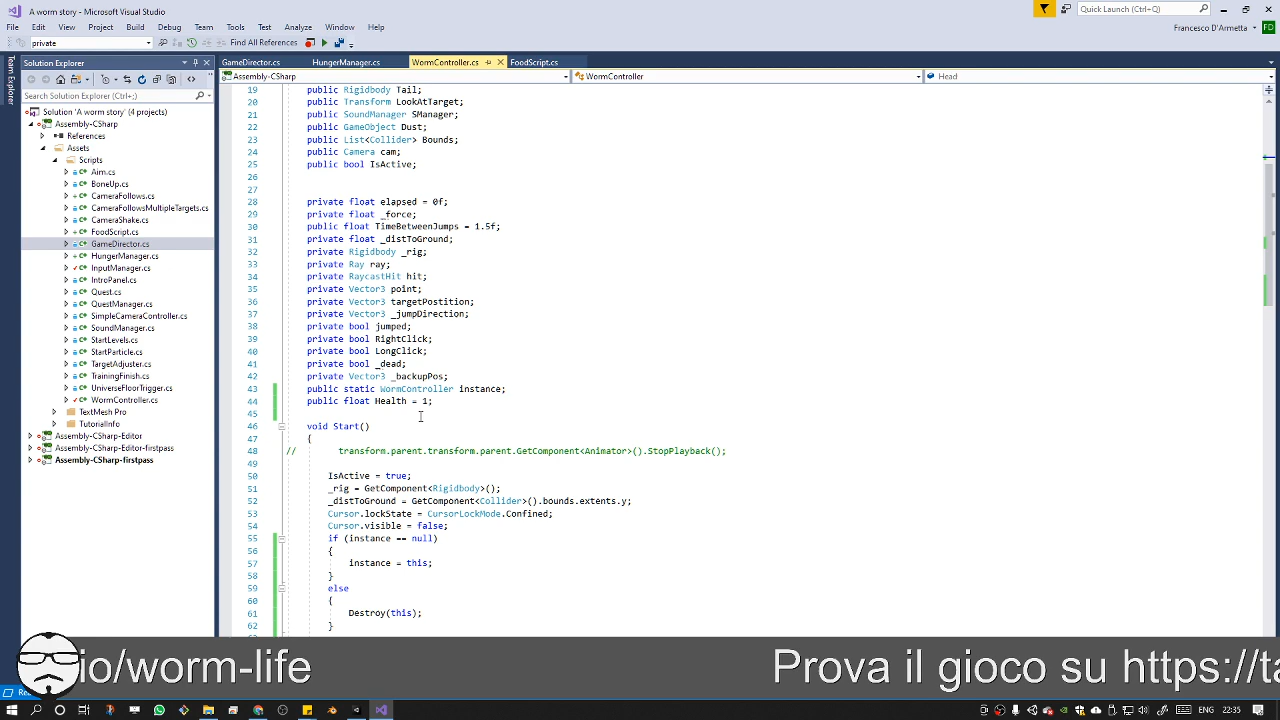 A worm story - Microsoft Visual Studio
Quick Launch (Ctrl+Q)
File Edit View Project Build Debug Team Tools Test Analyze Window Help
Francesco D'Armetta FD
private
Find All References
Team Explorer
Solution Explorer
GameDirector.cs HungerManager.cs WormController.cs FoodScript.cs
Assembly-CSharp WormController Head
Search Solution Explorer (Ctrl+;)
Solution 'A worm story' (4 projects)
Assembly-CSharp
References
Assets
Scripts
Aim.cs
BoneUp.cs
CameraFollows.cs
CameraFollowsMultipleTargets.cs
CameraShake.cs
FoodScript.cs
GameDirector.cs
HungerManager.cs
InputManager.cs
IntroPanel.cs
Quest.cs
QuestManager.cs
SimpleCameraController.cs
SoundManager.cs
StartLevels.cs
StartParticle.cs
TargetAdjuster.cs
TrainingFinish.cs
UniverseFloorTrigger.cs
WormController.cs
TextMesh Pro
TutorialInfo
Assembly-CSharp-Editor
Assembly-CSharp-Editor-firstpass
Assembly-CSharp-firstpass
19 public Rigidbody Tail;
20 public Transform LookAtTarget;
21 public SoundManager SManager;
22 public GameObject Dust;
23 public List<Collider> Bounds;
24 public Camera cam;
25 public bool IsActive;
26
27
28 private float elapsed = 0f;
29 private float _force;
30 public float TimeBetweenJumps = 1.5f;
31 private float _distToGround;
32 private Rigidbody _rig;
33 private Ray ray;
34 private RaycastHit hit;
35 private Vector3 point;
36 private Vector3 targetPostition;
37 private Vector3 _jumpDirection;
38 private bool jumped;
39 private bool RightClick;
40 private bool LongClick;
41 private bool _dead;
42 private Vector3 _backupPos;
43 public static WormController instance;
44 public float Health = 1;
45
46 void Start()
47 {
48 // transform.parent.transform.parent.GetComponent<Animator>().StopPlayback();
49
50 IsActive = true;
51 _rig = GetComponent<Rigidbody>();
52 _distToGround = GetComponent<Collider>().bounds.extents.y;
53 Cursor.lockState = CursorLockMode.Confined;
54 Cursor.visible = false;
55 if (instance == null)
56 {
57 instance = this;
58 }
59 else
60 {
61 Destroy(this);
62 }
io/worm-life Prova il gioco su https://ta
ENG 22:35